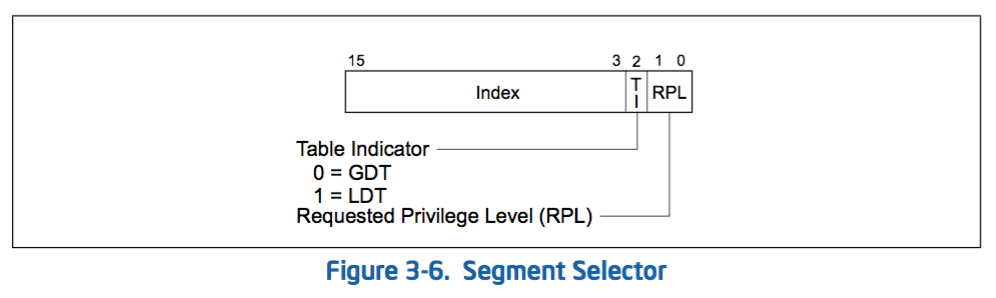 15 3 2 1 0
Index TI RPL
Table Indicator
0 = GDT
1 = LDT
Requested Privilege Level (RPL)
Figure 3-6. Segment Selector